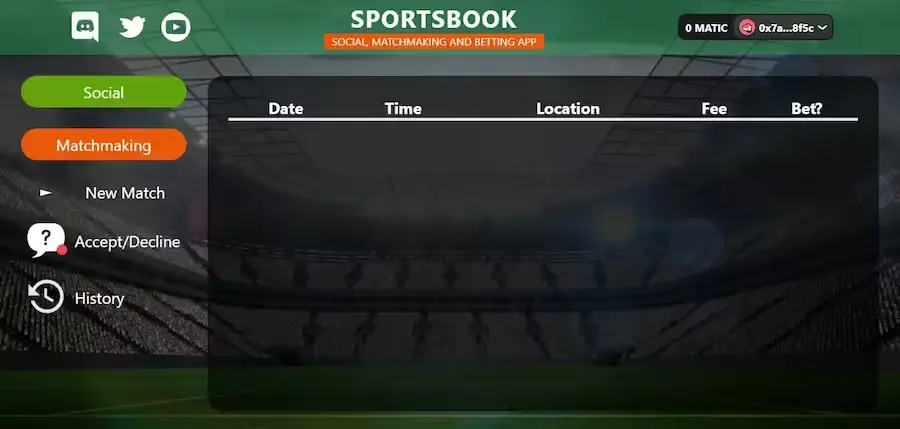 SPORTSBOOK
SOCIAL, MATCHMAKING AND BETTING APP
0 MATIC 0x7a...8f5c
Social
Matchmaking
New Match
? Accept/Decline
History
Date Time Location Fee Bet?